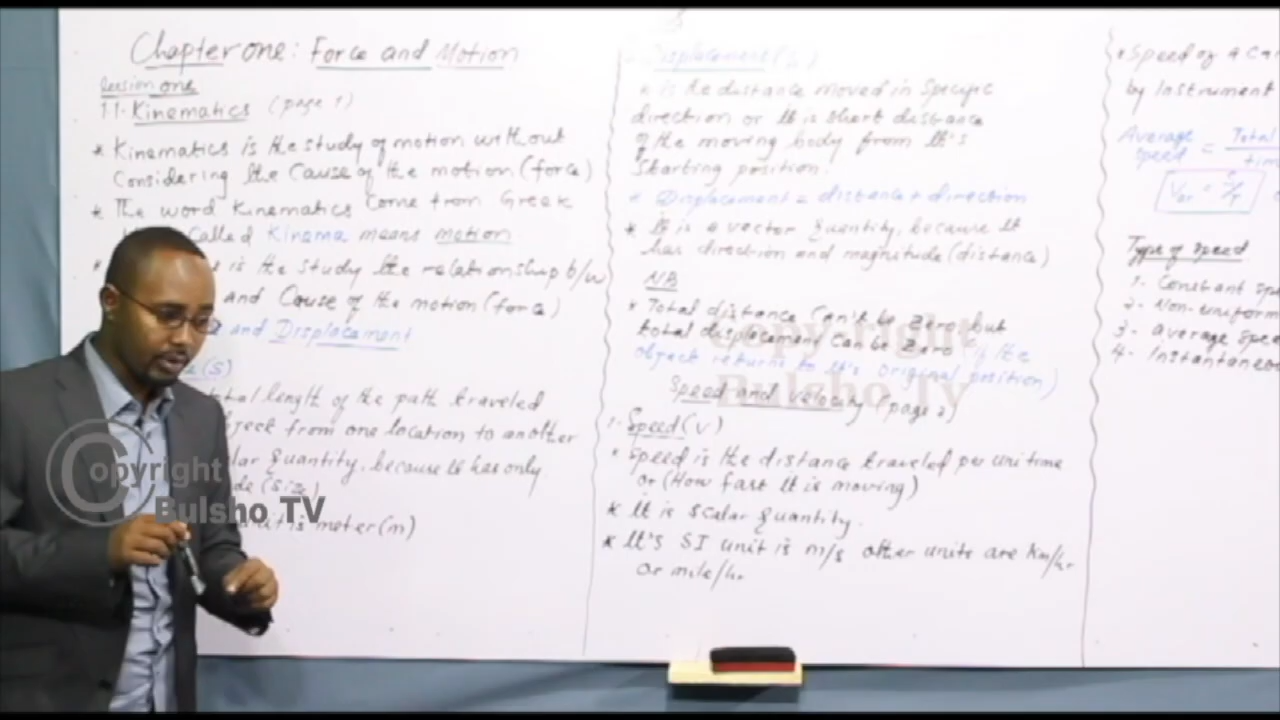 Chapter one: Force and Motion
Section one
1.1. Kinematics (page 1)
* Kinematics is the study of motion without
Considering the Cause of the motion (force)
* The word Kinematics Come from Greek
Called Kinema means motion
is the study the relationship b/w
and Cause of the motion (force)
and Displacement
(s)
total length of the path traveled
from one location to another
quantity, because it has only
(size)
unit is meter (m)
Displacement (s)
* is the distance moved in specific
direction or it is short distance
of the moving body from it's
starting position.
* Displacement = distance + direction
* It is a vector quantity, because it
has direction and magnitude (distance)
NB
* Total distance Can't be Zero but
total displacement Can be Zero (if the
object returns to it's original position)
Speed and velocity (page 2)
1- Speed (V)
* Speed is the distance traveled per unit time
or (How fast it is moving)
* It is scalar quantity.
* It's SI unit is m/s other units are km/hr
or mile/hr
* Speed of a Ca
by Instrument
Average speed = Total
tim
Type of Speed
1- Constant spe
2- Non-uniform
3- average spee
4- Instantaneo
Copyright
Bulsho TV
Copy right
Bulsho Tv